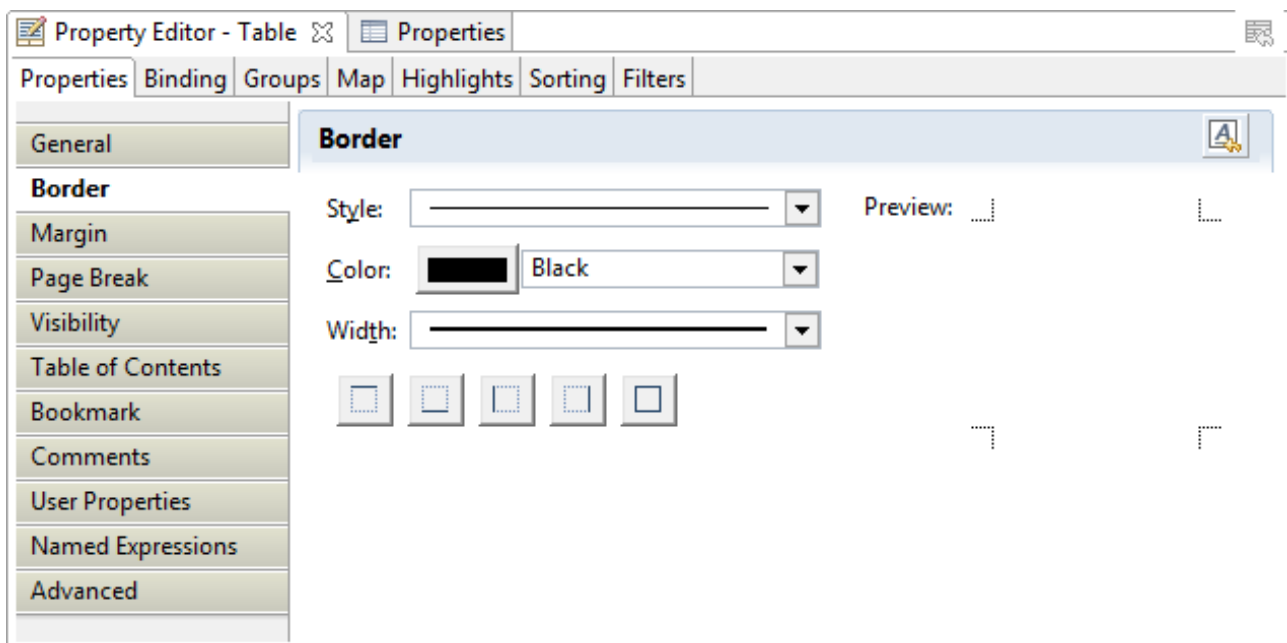 Property Editor - Table Properties
Properties Binding Groups Map Highlights Sorting Filters
General
Border
Margin
Page Break
Visibility
Table of Contents
Bookmark
Comments
User Properties
Named Expressions
Advanced
Border
Style:
Preview:
Color: Black
Width: